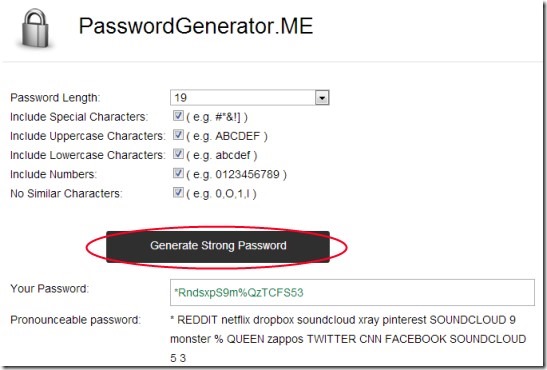 PasswordGenerator.ME
Password Length: 19
Include Special Characters: ( e.g. #*&!] )
Include Uppercase Characters: ( e.g. ABCDEF )
Include Lowercase Characters: ( e.g. abcdef )
Include Numbers: ( e.g. 0123456789 )
No Similar Characters: ( e.g. 0,O,1,I )
Generate Strong Password
Your Password: *RndsxpS9m%QzTCFS53
Pronounceable password: * REDDIT netflix dropbox soundcloud xray pinterest SOUNDCLOUD 9
monster % QUEEN zappos TWITTER CNN FACEBOOK SOUNDCLOUD
5 3